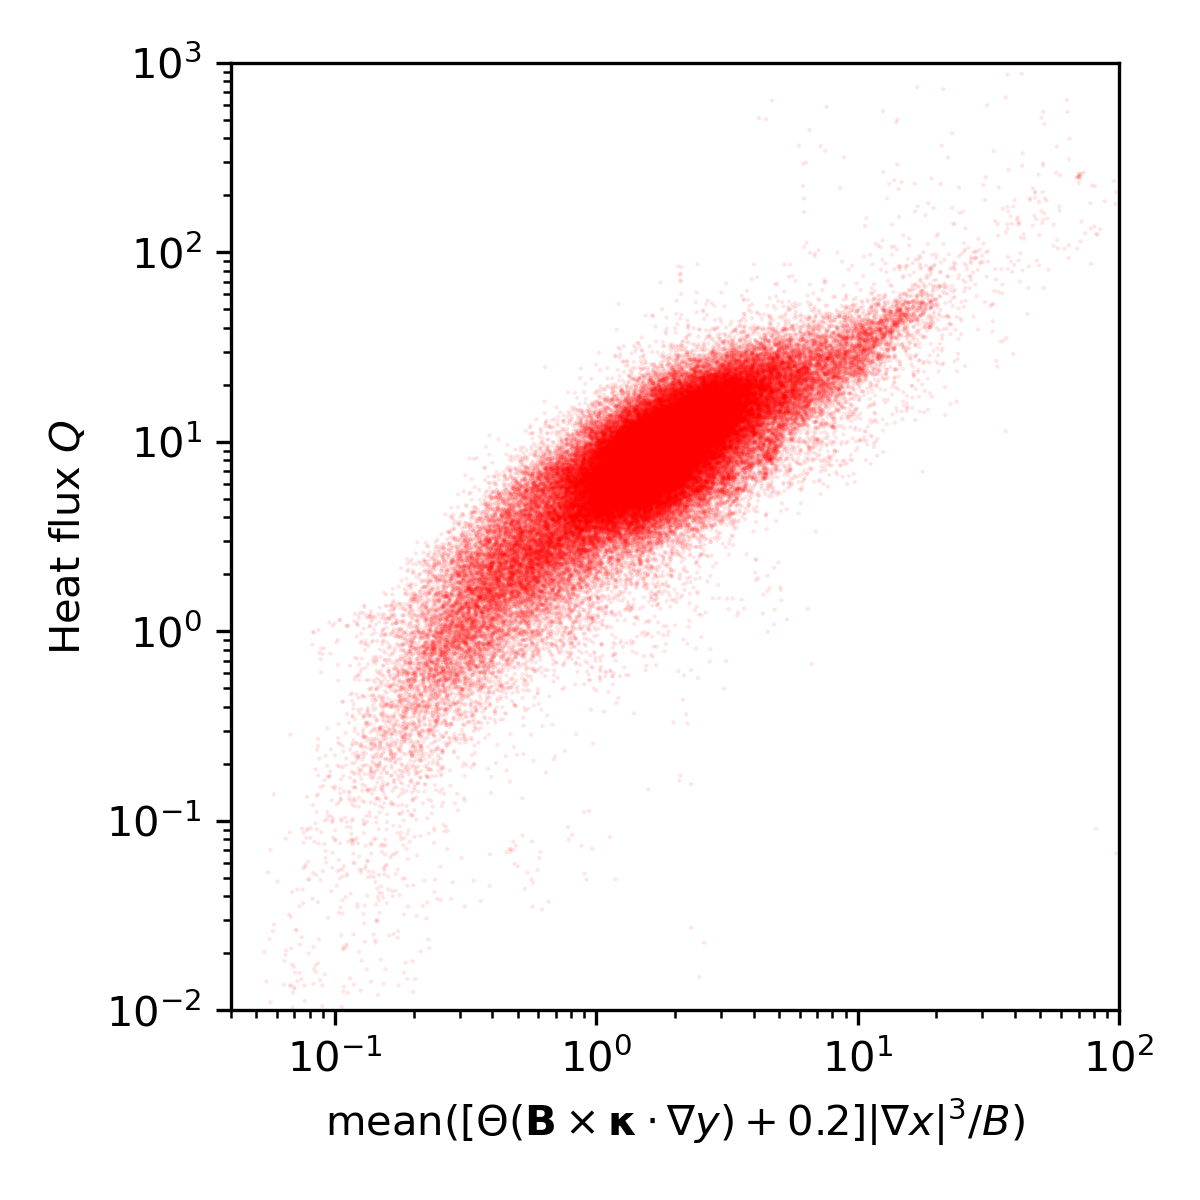 10³
10²
10¹
10⁰
10⁻¹
10⁻²
Heat flux Q
10⁻¹ 10⁰ 10¹ 10²
mean([Θ(𝐁 × 𝛋 · ∇y) + 0.2]|∇x|³/B)